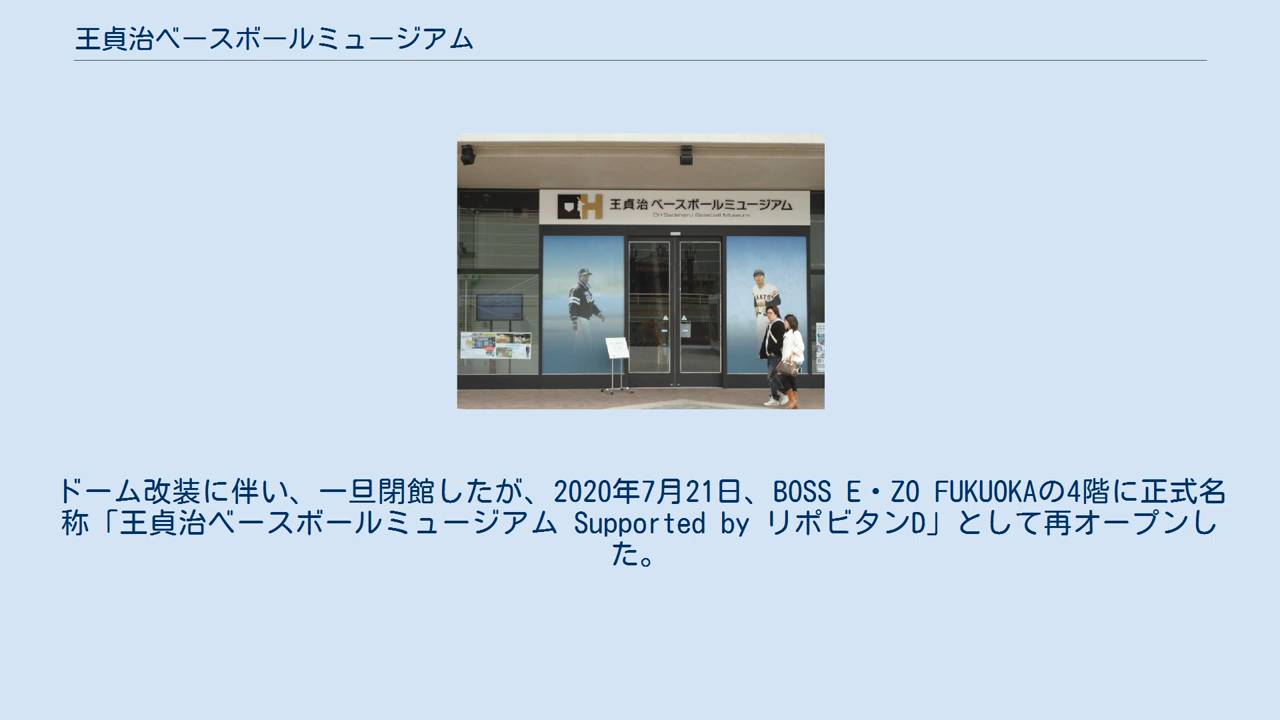 王貞治ベースボールミュージアム
王貞治ベースボールミュージアム
OH Sadaharu Baseball Museum
ドーム改装に伴い、一旦閉館したが、2020年7月21日、BOSS E・ZO FUKUOKAの4階に正式名
称「王貞治ベースボールミュージアム Supported by リポビタンD」として再オープンし
た。